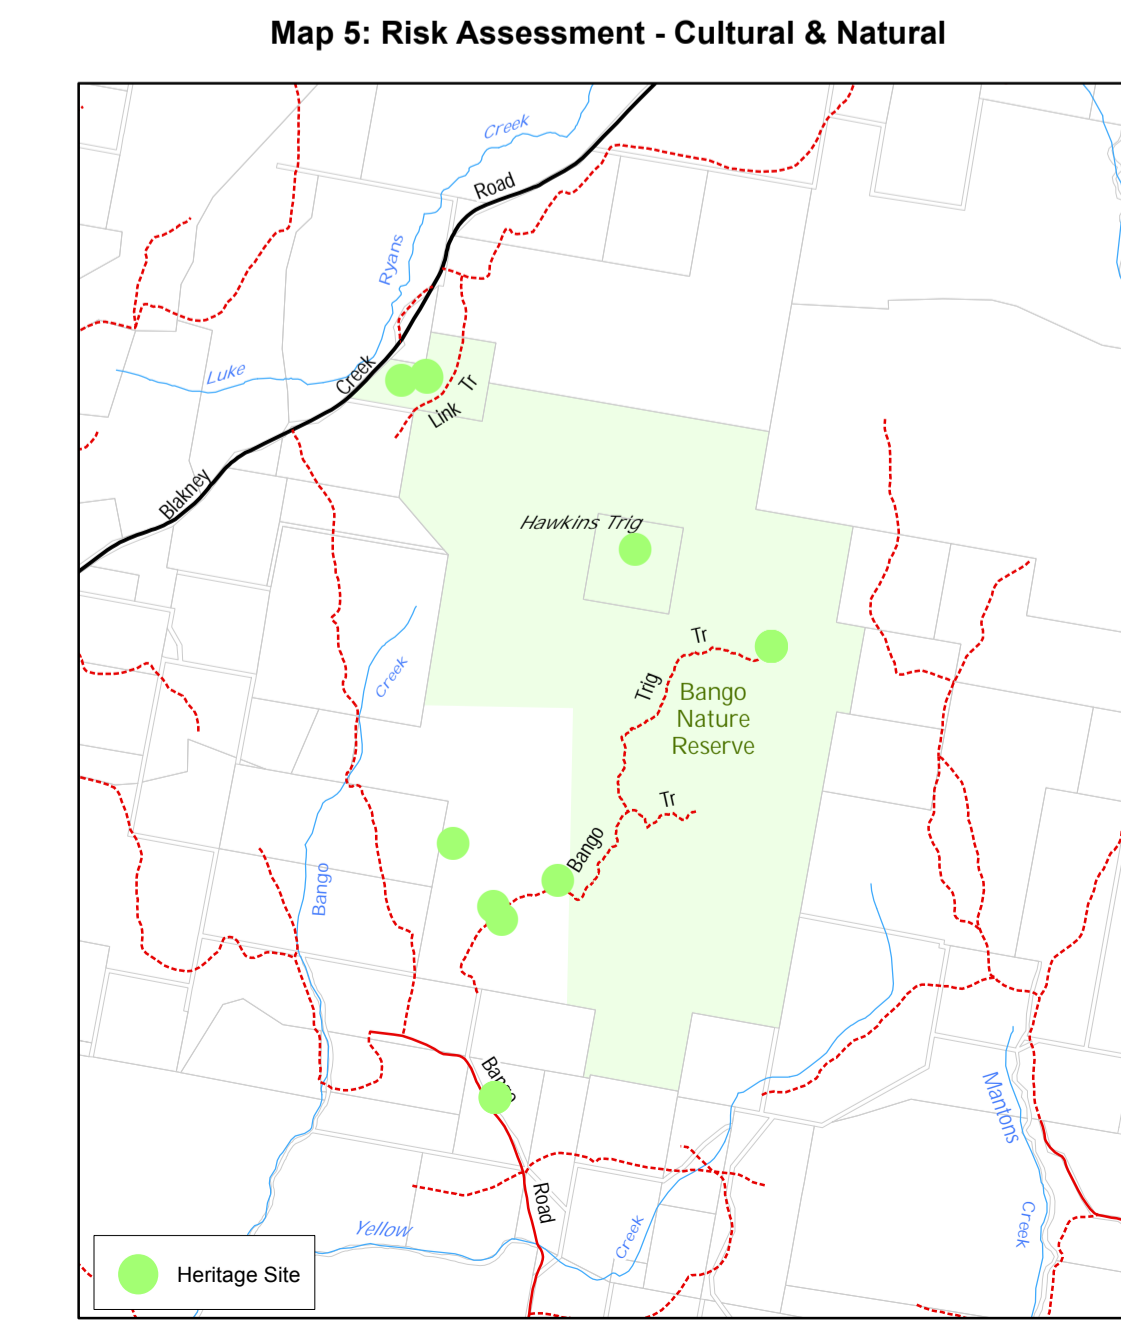 Map 5: Risk Assessment - Cultural & Natural
Creek
Road
Ryans
Luke
Creek
Tr
Link
Blakney
Hawkins Trig
Tr
Creek
Trig
Bango
Nature
Reserve
Tr
Bango
Bango
Bango
Mantons
Road
Creek
Yellow
Creek
Heritage Site